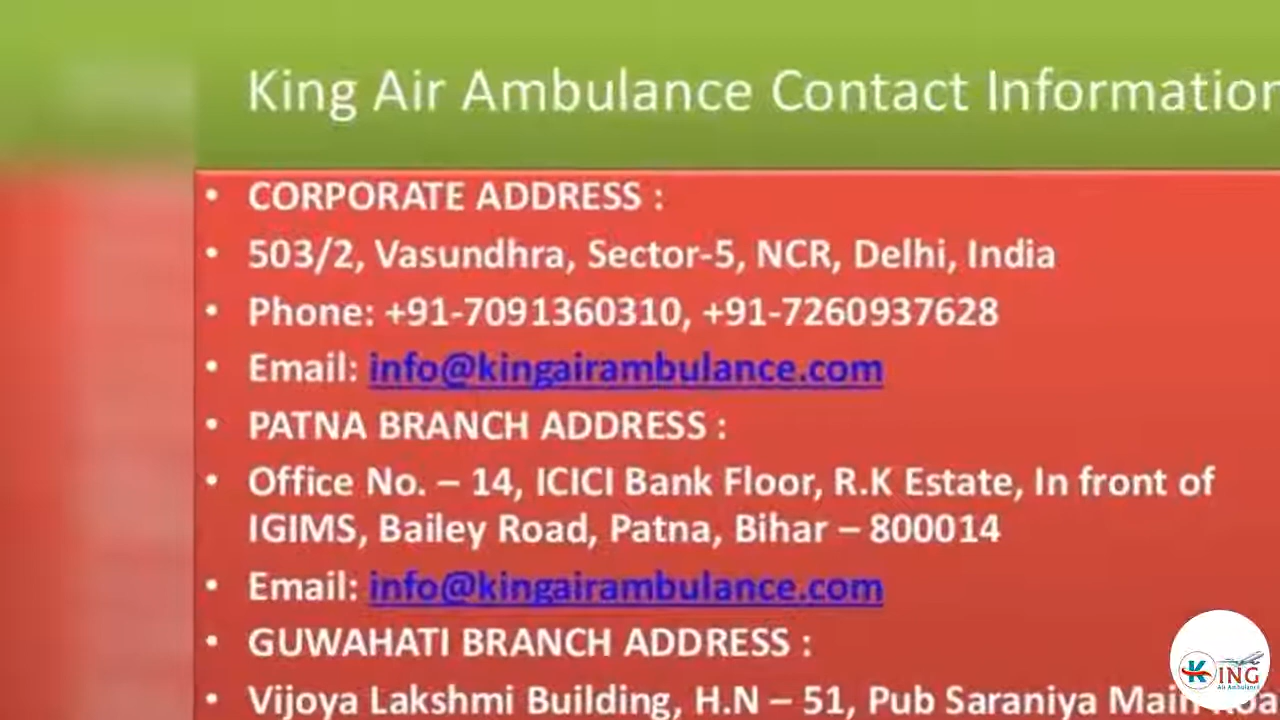 King Air Ambulance Contact Information
• CORPORATE ADDRESS :
• 503/2, Vasundhra, Sector-5, NCR, Delhi, India
• Phone: +91-7091360310, +91-7260937628
• Email: info@kingairambulance.com
• PATNA BRANCH ADDRESS :
• Office No. – 14, ICICI Bank Floor, R.K Estate, In front of
IGIMS, Bailey Road, Patna, Bihar – 800014
• Email: info@kingairambulance.com
• GUWAHATI BRANCH ADDRESS :
• Vijoya Lakshmi Building, H.N – 51, Pub Saraniya Main
KING
Air Ambulance